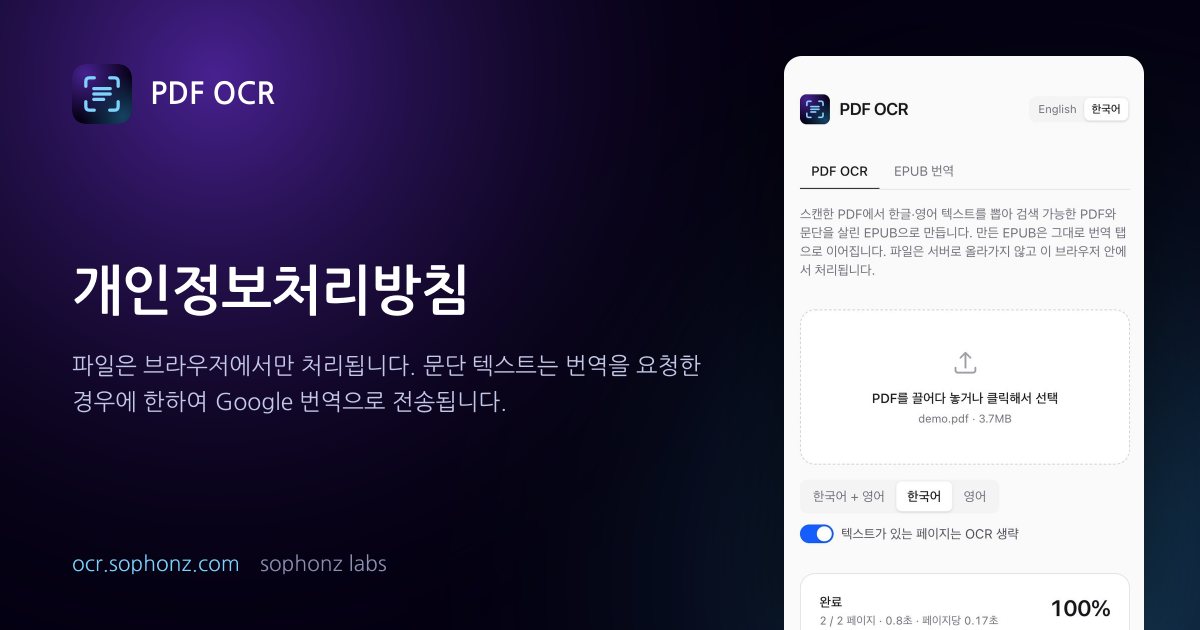 PDF OCR
개인정보처리방침
파일은 브라우저에서만 처리됩니다. 문단 텍스트는 번역을 요청한
경우에 한하여 Google 번역으로 전송됩니다.
ocr.sophonz.com sophonz labs
PDF OCR
English 한국어
PDF OCR EPUB 번역
스캔한 PDF에서 한글·영어 텍스트를 뽑아 검색 가능한 PDF와
문단을 살린 EPUB으로 만듭니다. 만든 EPUB은 그대로 번역 탭
으로 이어집니다. 파일은 서버로 올라가지 않고 이 브라우저 안에
서 처리됩니다.
PDF를 끌어다 놓거나 클릭해서 선택
demo.pdf · 3.7MB
한국어 + 영어 한국어 영어
텍스트가 있는 페이지는 OCR 생략
완료
100%
2 / 2 페이지 · 0.8초 · 페이지당 0.17초